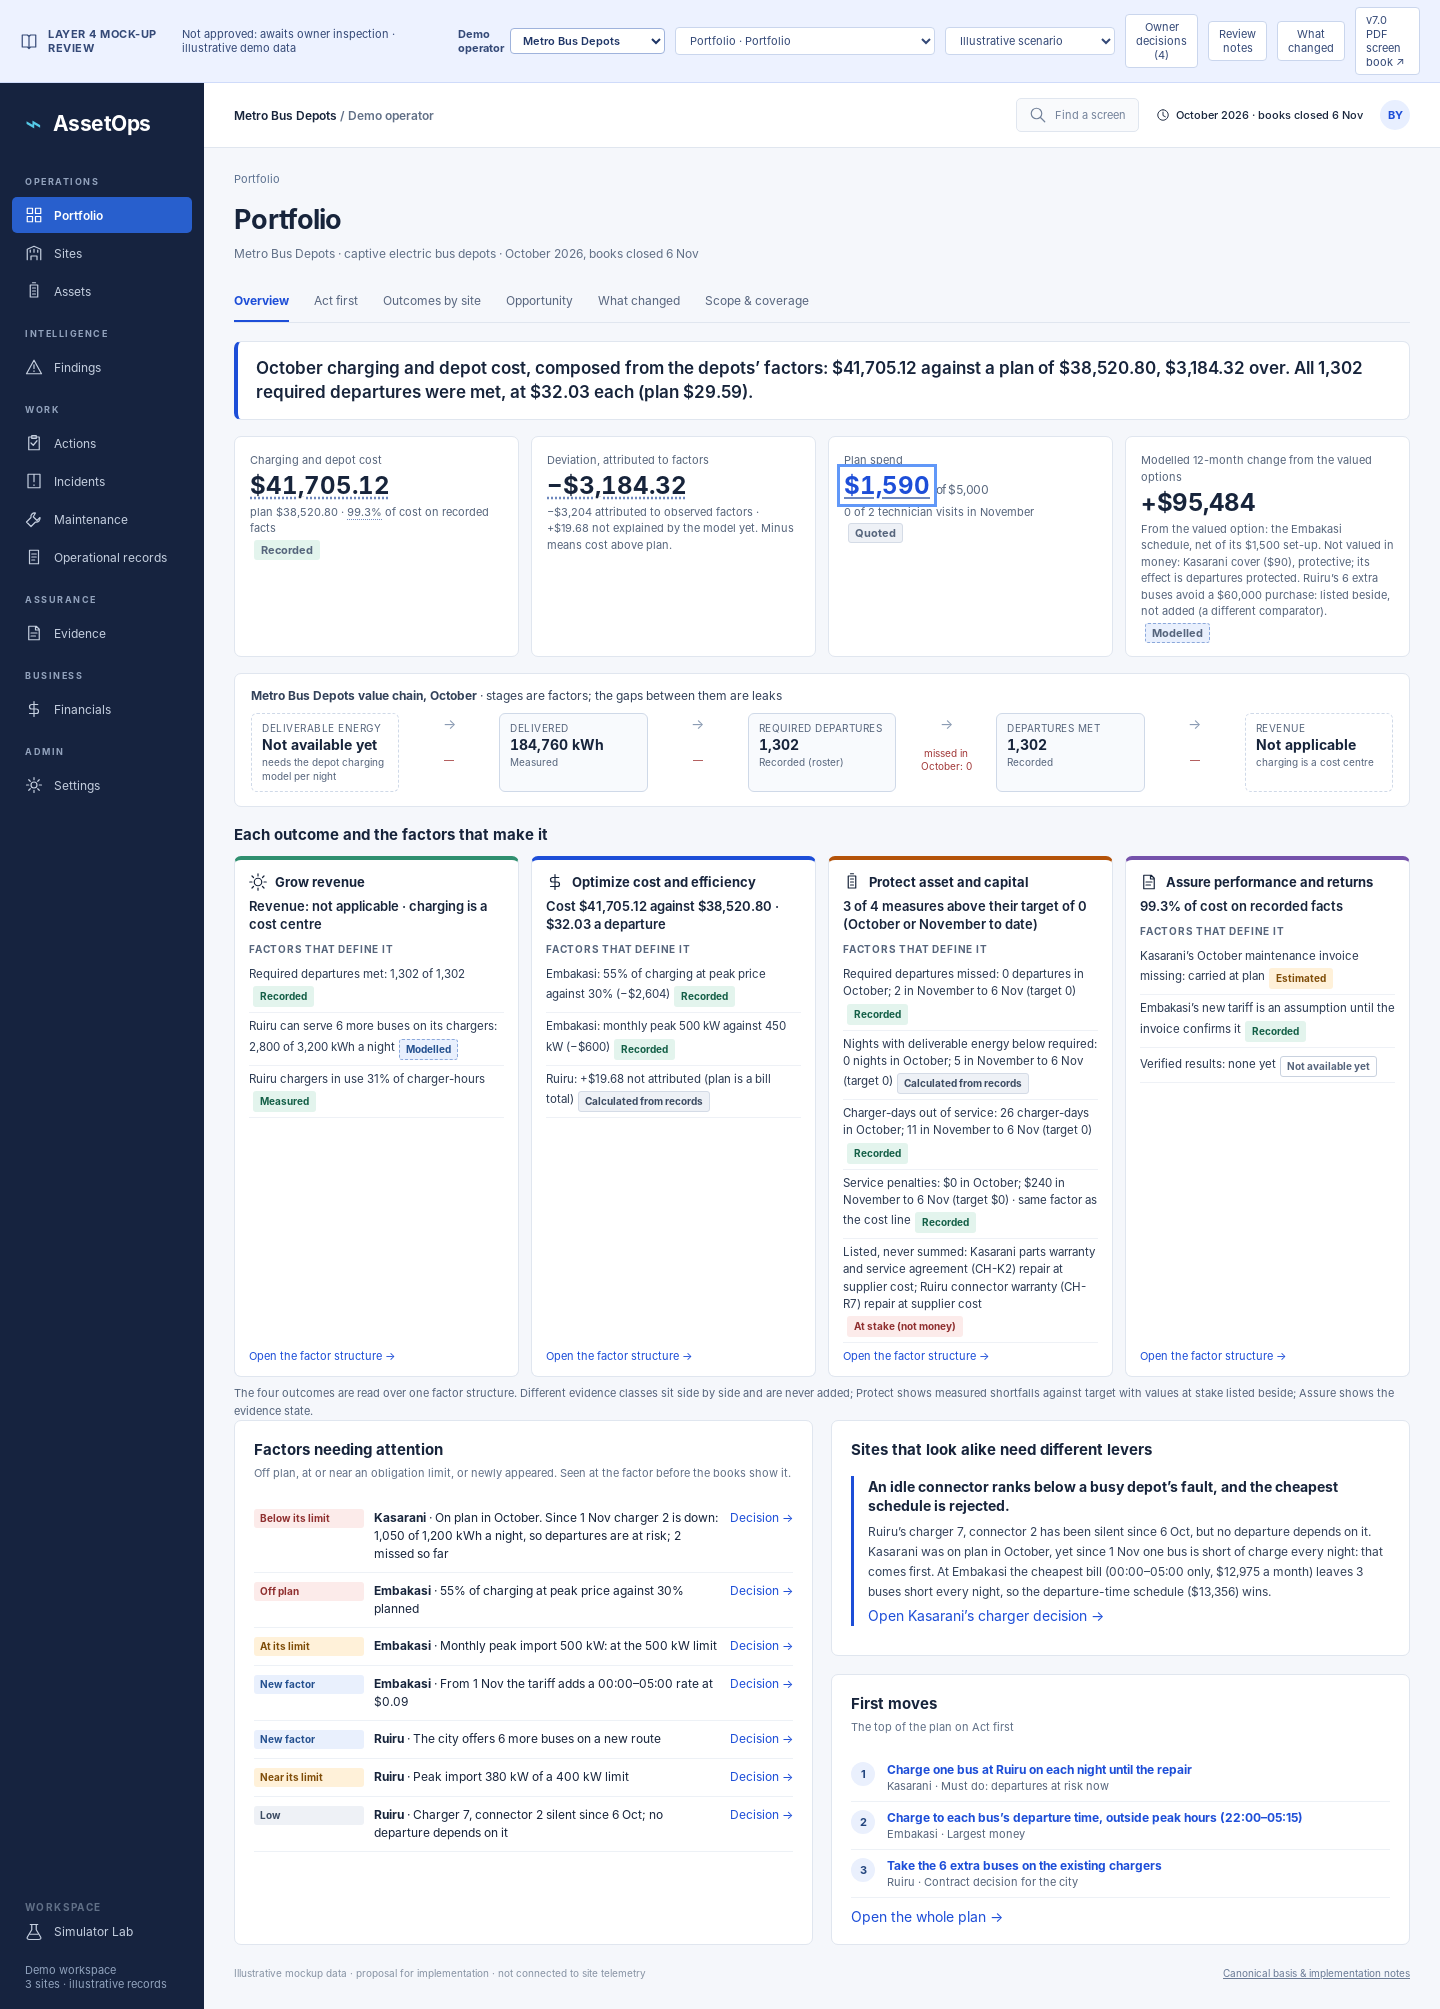 LAYER 4 MOCK-UP
REVIEW
Not approved: awaits owner inspection ·
illustrative demo data
Demo
operator
Metro Bus Depots
Portfolio · Portfolio
Illustrative scenario
Owner
decisions
(4)
Review
notes
What
changed
v7.0
PDF
screen
book ↗
AssetOps
OPERATIONS
Portfolio
Sites
Assets
INTELLIGENCE
Findings
WORK
Actions
Incidents
Maintenance
Operational records
ASSURANCE
Evidence
BUSINESS
Financials
ADMIN
Settings
WORKSPACE
Simulator Lab
Demo workspace
3 sites · illustrative records
Metro Bus Depots / Demo operator
Find a screen
October 2026 · books closed 6 Nov
BY
Portfolio
Portfolio
Metro Bus Depots · captive electric bus depots · October 2026, books closed 6 Nov
Overview
Act first
Outcomes by site
Opportunity
What changed
Scope & coverage
October charging and depot cost, composed from the depots’ factors: $41,705.12 against a plan of $38,520.80, $3,184.32 over. All 1,302
required departures were met, at $32.03 each (plan $29.59).
Charging and depot cost
$41,705.12
plan $38,520.80 · 99.3% of cost on recorded
facts
Recorded
Deviation, attributed to factors
−$3,184.32
−$3,204 attributed to observed factors ·
+$19.68 not explained by the model yet. Minus
means cost above plan.
Plan spend
$1,590 of $5,000
0 of 2 technician visits in November
Quoted
Modelled 12-month change from the valued
options
+$95,484
From the valued option: the Embakasi
schedule, net of its $1,500 set-up. Not valued in
money: Kasarani cover ($90), protective; its
effect is departures protected. Ruiru’s 6 extra
buses avoid a $60,000 purchase: listed beside,
not added (a different comparator).
Modelled
Metro Bus Depots value chain, October · stages are factors; the gaps between them are leaks
DELIVERABLE ENERGY
Not available yet
needs the depot charging
model per night
→
—
DELIVERED
184,760 kWh
Measured
→
—
REQUIRED DEPARTURES
1,302
Recorded (roster)
→
missed in
October: 0
DEPARTURES MET
1,302
Recorded
→
—
REVENUE
Not applicable
charging is a cost centre
Each outcome and the factors that make it
Grow revenue
Revenue: not applicable · charging is a
cost centre
FACTORS THAT DEFINE IT
Required departures met: 1,302 of 1,302
Recorded
Ruiru can serve 6 more buses on its chargers:
2,800 of 3,200 kWh a night Modelled
Ruiru chargers in use 31% of charger-hours
Measured
Open the factor structure →
Optimize cost and efficiency
Cost $41,705.12 against $38,520.80 ·
$32.03 a departure
FACTORS THAT DEFINE IT
Embakasi: 55% of charging at peak price
against 30% (−$2,604) Recorded
Embakasi: monthly peak 500 kW against 450
kW (−$600) Recorded
Ruiru: +$19.68 not attributed (plan is a bill
total) Calculated from records
Open the factor structure →
Protect asset and capital
3 of 4 measures above their target of 0
(October or November to date)
FACTORS THAT DEFINE IT
Required departures missed: 0 departures in
October; 2 in November to 6 Nov (target 0)
Recorded
Nights with deliverable energy below required:
0 nights in October; 5 in November to 6 Nov
(target 0) Calculated from records
Charger-days out of service: 26 charger-days
in October; 11 in November to 6 Nov (target 0)
Recorded
Service penalties: $0 in October; $240 in
November to 6 Nov (target $0) · same factor as
the cost line Recorded
Listed, never summed: Kasarani parts warranty
and service agreement (CH-K2) repair at
supplier cost; Ruiru connector warranty (CH-
R7) repair at supplier cost
At stake (not money)
Open the factor structure →
Assure performance and returns
99.3% of cost on recorded facts
FACTORS THAT DEFINE IT
Kasarani’s October maintenance invoice
missing: carried at plan Estimated
Embakasi’s new tariff is an assumption until the
invoice confirms it Recorded
Verified results: none yet Not available yet
Open the factor structure →
The four outcomes are read over one factor structure. Different evidence classes sit side by side and are never added; Protect shows measured shortfalls against target with values at stake listed beside; Assure shows the
evidence state.
Factors needing attention
Off plan, at or near an obligation limit, or newly appeared. Seen at the factor before the books show it.
Below its limit
Kasarani · On plan in October. Since 1 Nov charger 2 is down:
1,050 of 1,200 kWh a night, so departures are at risk; 2
missed so far
Decision →
Off plan
Embakasi · 55% of charging at peak price against 30%
planned
Decision →
At its limit
Embakasi · Monthly peak import 500 kW: at the 500 kW limit
Decision →
New factor
Embakasi · From 1 Nov the tariff adds a 00:00–05:00 rate at
$0.09
Decision →
New factor
Ruiru · The city offers 6 more buses on a new route
Decision →
Near its limit
Ruiru · Peak import 380 kW of a 400 kW limit
Decision →
Low
Ruiru · Charger 7, connector 2 silent since 6 Oct; no
departure depends on it
Decision →
Sites that look alike need different levers
An idle connector ranks below a busy depot’s fault, and the cheapest
schedule is rejected.
Ruiru’s charger 7, connector 2 has been silent since 6 Oct, but no departure depends on it.
Kasarani was on plan in October, yet since 1 Nov one bus is short of charge every night: that
comes first. At Embakasi the cheapest bill (00:00–05:00 only, $12,975 a month) leaves 3
buses short every night, so the departure-time schedule ($13,356) wins.
Open Kasarani’s charger decision →
First moves
The top of the plan on Act first
1
Charge one bus at Ruiru on each night until the repair
Kasarani · Must do: departures at risk now
2
Charge to each bus’s departure time, outside peak hours (22:00–05:15)
Embakasi · Largest money
3
Take the 6 extra buses on the existing chargers
Ruiru · Contract decision for the city
Open the whole plan →
Illustrative mockup data · proposal for implementation · not connected to site telemetry
Canonical basis & implementation notes